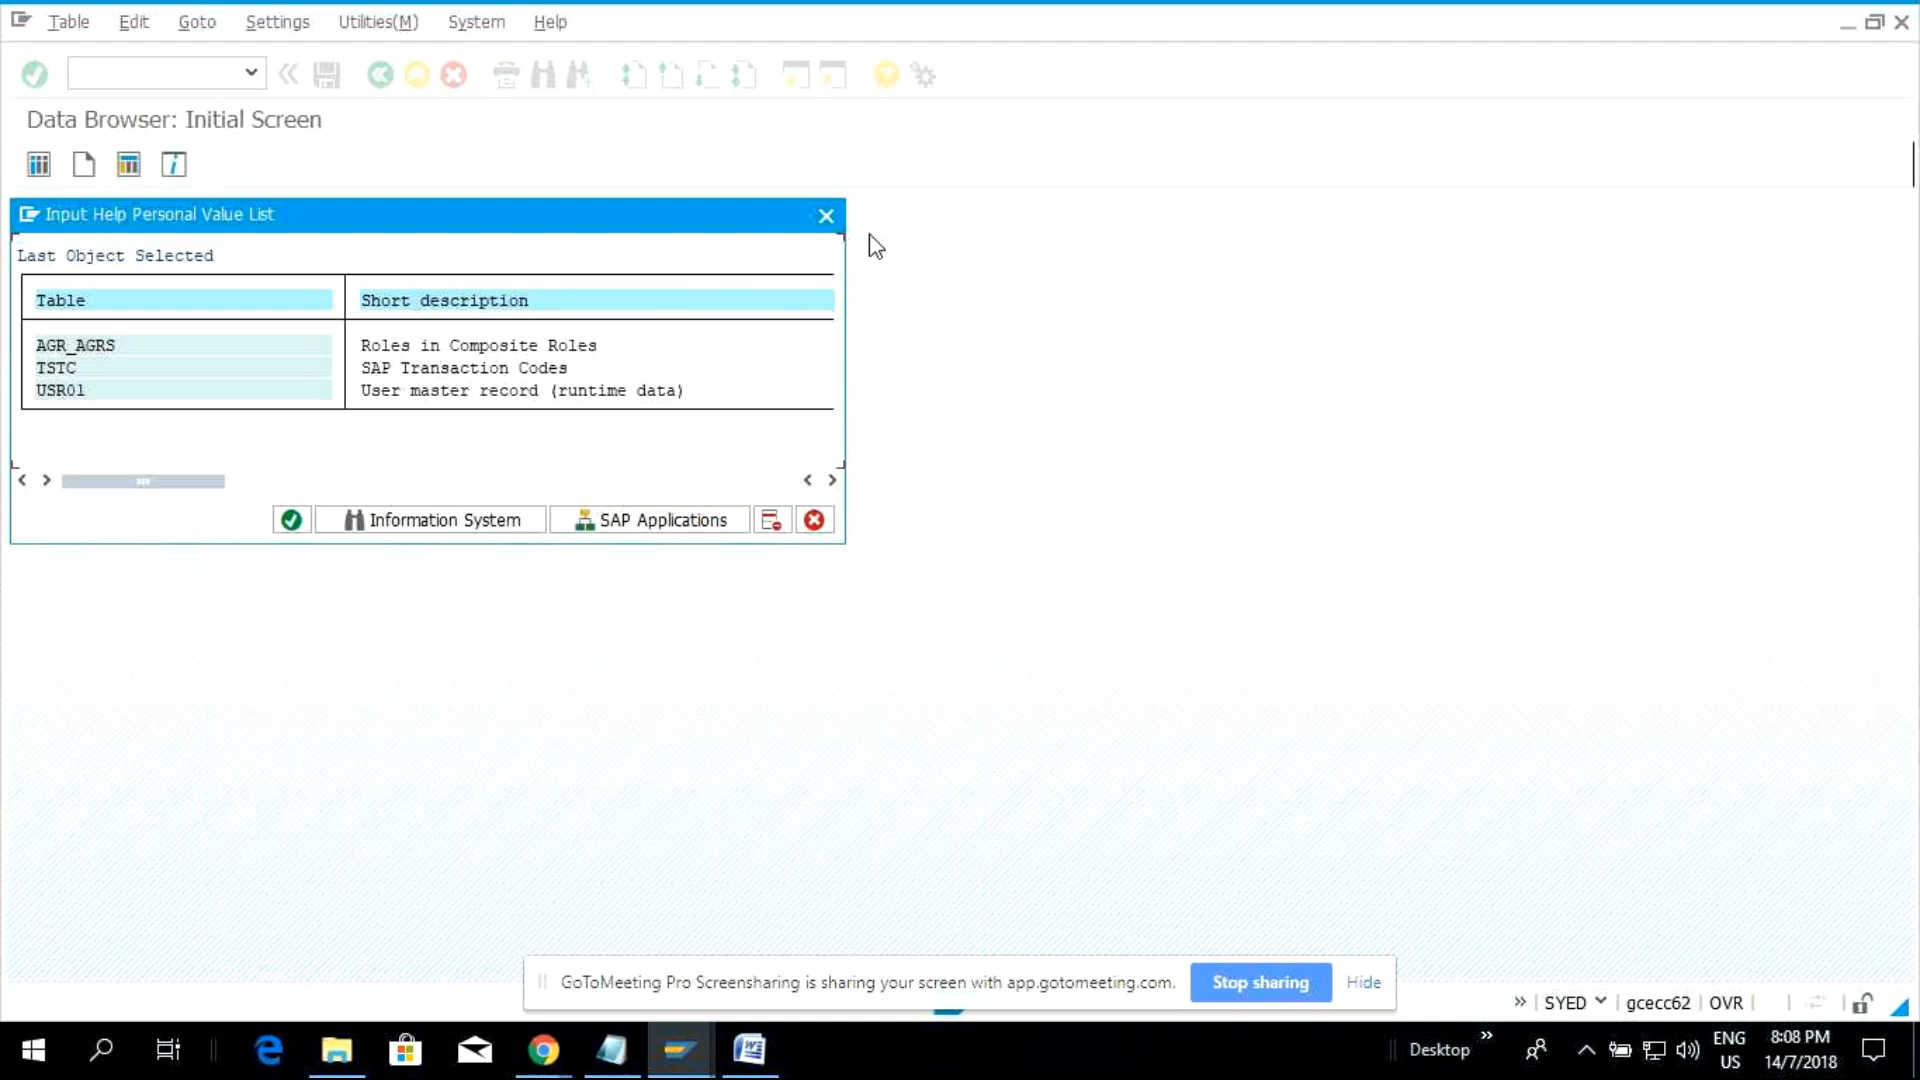 Table Edit Goto Settings Utilities(M) System Help
Data Browser: Initial Screen
Input Help Personal Value List
Last Object Selected
Table Short description
AGR_AGRS Roles in Composite Roles
TSTC SAP Transaction Codes
USR01 User master record (runtime data)
Information System SAP Applications
GoToMeeting Pro Screensharing is sharing your screen with app.gotomeeting.com. Stop sharing Hide
SYED gcecc62 OVR
Desktop
ENG
US
8:08 PM
14/7/2018